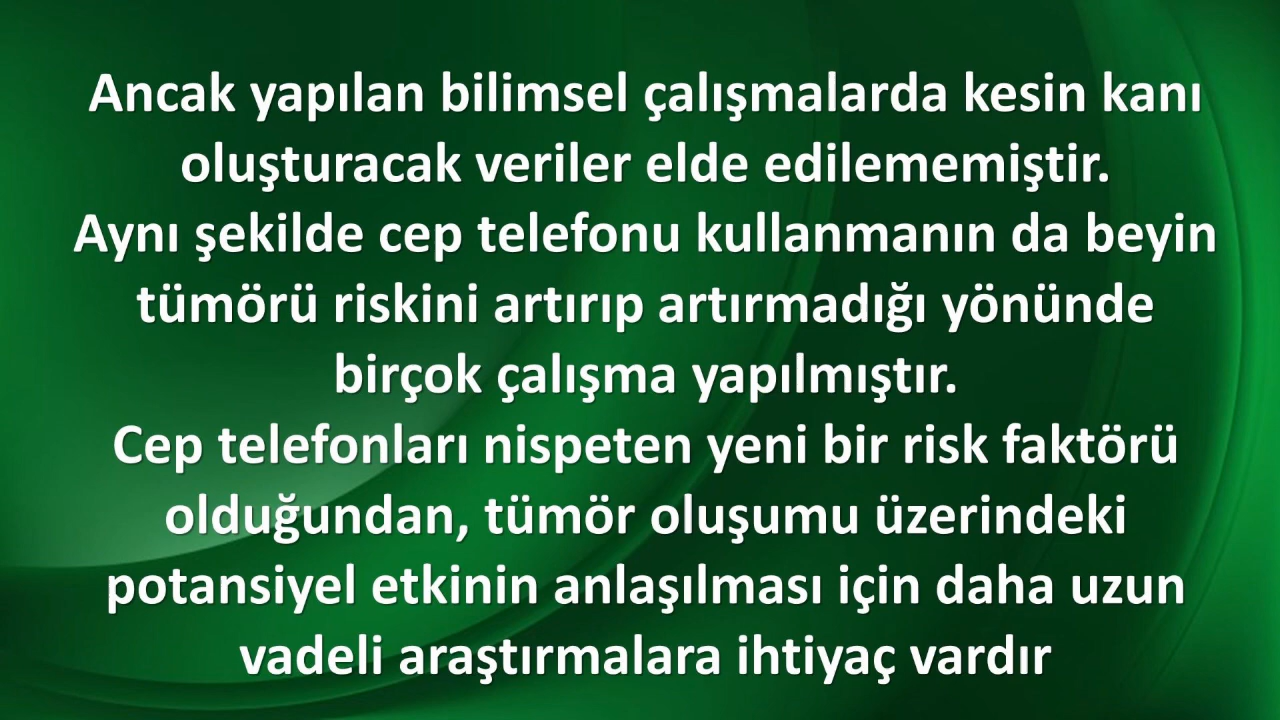 Ancak yapılan bilimsel çalışmalarda kesin kanı
oluşturacak veriler elde edilememiştir.
Aynı şekilde cep telefonu kullanmanın da beyin
tümörü riskini artırıp artırmadığı yönünde
birçok çalışma yapılmıştır.
Cep telefonları nispeten yeni bir risk faktörü
olduğundan, tümör oluşumu üzerindeki
potansiyel etkinin anlaşılması için daha uzun
vadeli araştırmalara ihtiyaç vardır